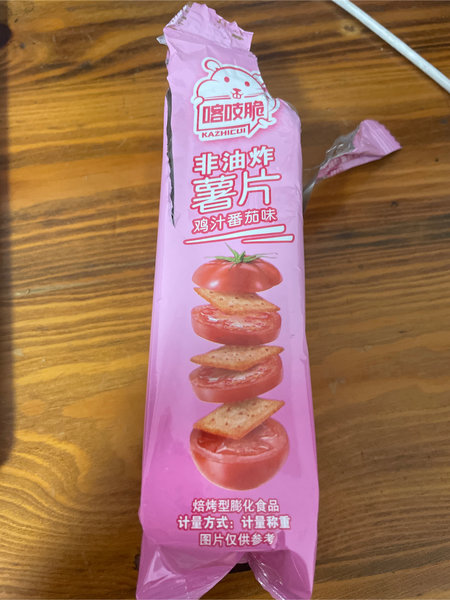 喀吱脆
KAZHICUI
非油炸
薯片
鸡汁番茄味
焙烤型膨化食品
计量方式：计量称重
图片仅供参考